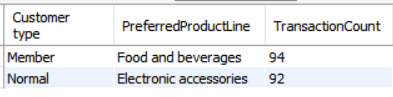 Customer type PreferredProductLine TransactionCount
Member Food and beverages 94
Normal Electronic accessories 92